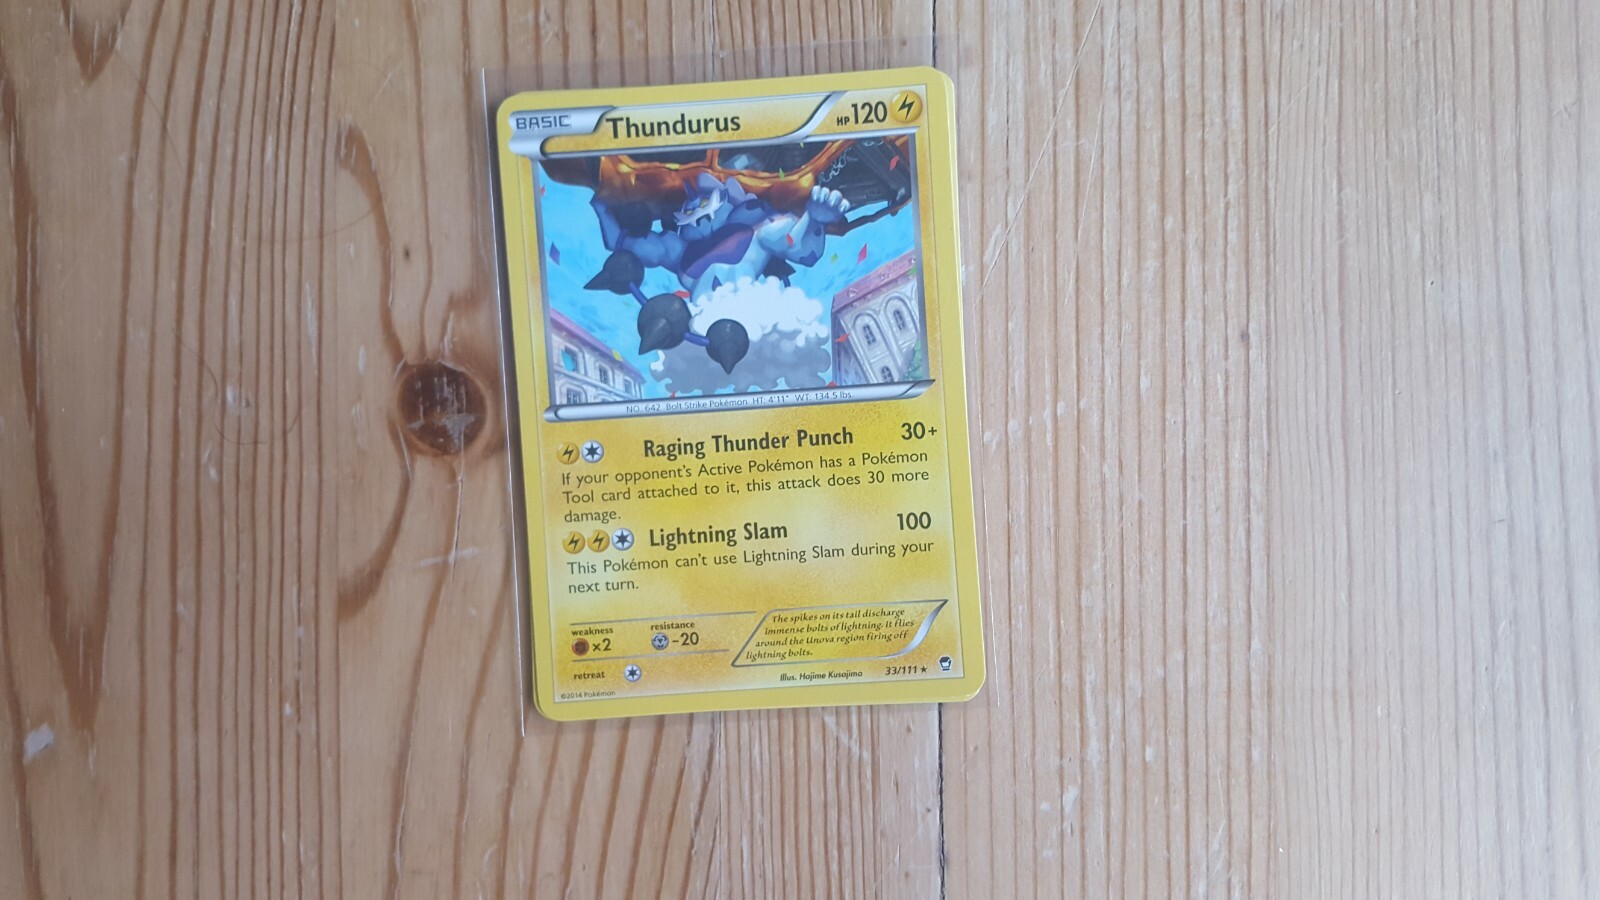 BASIC Thundurus HP 120
NO. 642 Bolt Strike Pokémon HT: 4'11" WT: 134.5 lbs.
Raging Thunder Punch 30+
If your opponent's Active Pokémon has a Pokémon
Tool card attached to it, this attack does 30 more
damage.
Lightning Slam 100
This Pokémon can't use Lightning Slam during your
next turn.
weakness resistance
×2 -20
The spikes on its tail discharge
immense bolts of lightning. It flies
around the Unova region firing off
lightning bolts.
retreat
Illus. Hajime Kusajima 33/111 ★
©2014 Pokémon